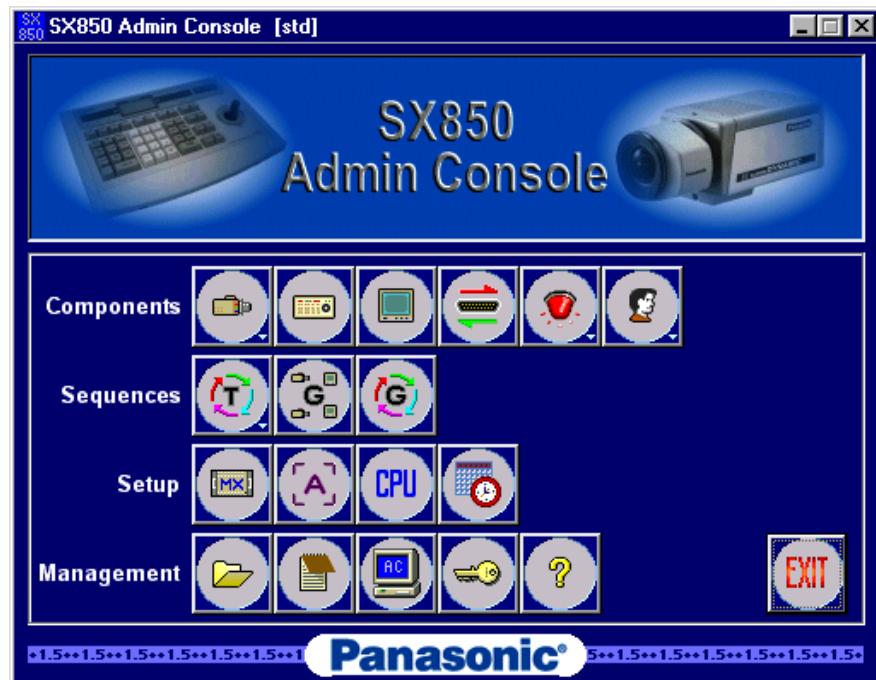 SX
850
SX850 Admin Console [std]
SX850
Admin Console
Components
Sequences
T
G
G
Setup
MX
A
CPU
Management
AC
?
EXIT
+1.5++1.5++1.5++1.5++1.5++1.5++1
Panasonic®
5++1.5++1.5++1.5++1.5++1.5++1.5+